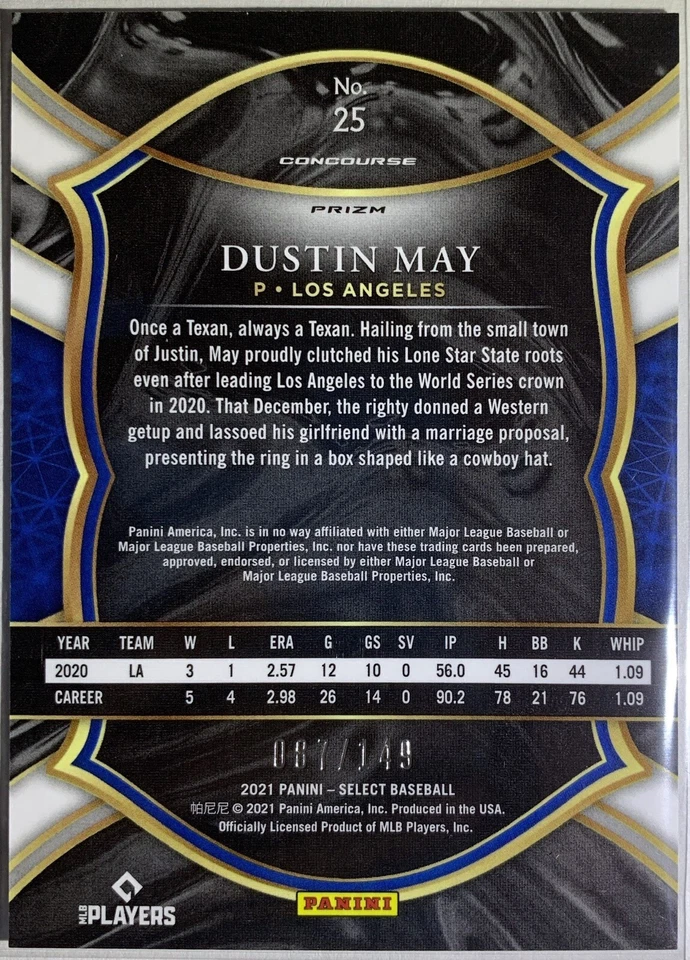 No.
25
CONCOURSE
PRIZM
DUSTIN MAY
P • LOS ANGELES
Once a Texan, always a Texan. Hailing from the small town
of Justin, May proudly clutched his Lone Star State roots
even after leading Los Angeles to the World Series crown
in 2020. That December, the righty donned a Western
getup and lassoed his girlfriend with a marriage proposal,
presenting the ring in a box shaped like a cowboy hat.
Panini America, Inc. is in no way affiliated with either Major League Baseball or
Major League Baseball Properties, Inc. nor have these trading cards been prepared,
approved, endorsed, or licensed by either Major League Baseball or
Major League Baseball Properties, Inc.
YEAR TEAM W L ERA G GS SV IP H BB K WHIP
2020 LA 3 1 2.57 12 10 0 56.0 45 16 44 1.09
CAREER 5 4 2.98 26 14 0 90.2 78 21 76 1.09
087/149
2021 PANINI – SELECT BASEBALL
帕尼尼 © 2021 Panini America, Inc. Produced in the USA.
Officially Licensed Product of MLB Players, Inc.
MLB PLAYERS
PANINI